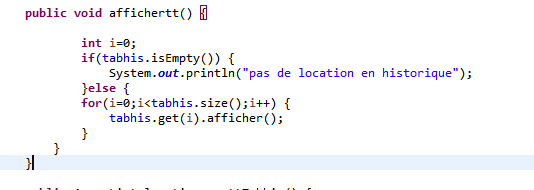 public void affichertt() {
int i=0;
if(tabhis.isEmpty()) {
System.out.println("pas de location en historique");
}else {
for(i=0;i<tabhis.size();i++) {
tabhis.get(i).afficher();
}
}
}